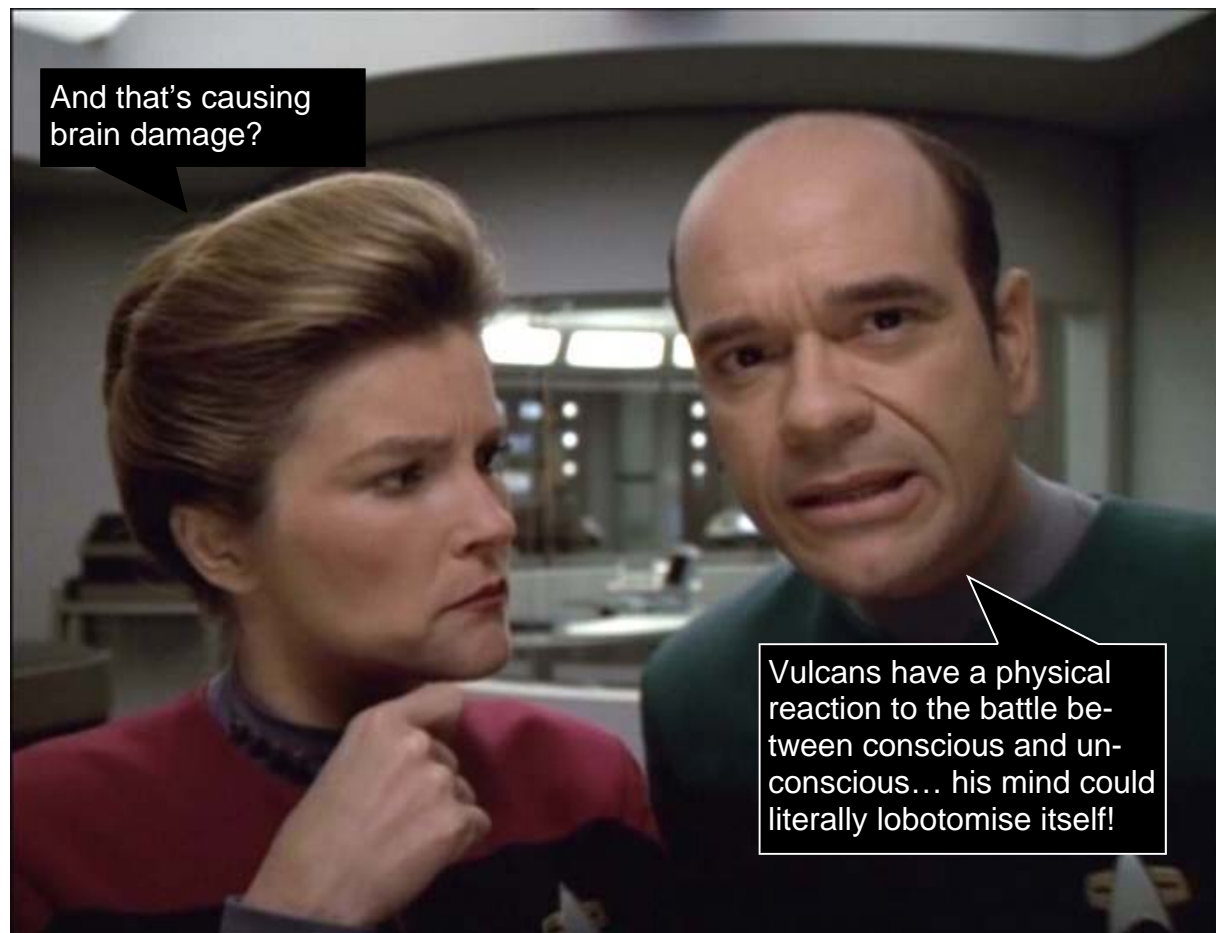 And that’s causing
brain damage?
Vulcans have a physical
reaction to the battle be-
tween conscious and un-
conscious… his mind could
literally lobotomise itself!